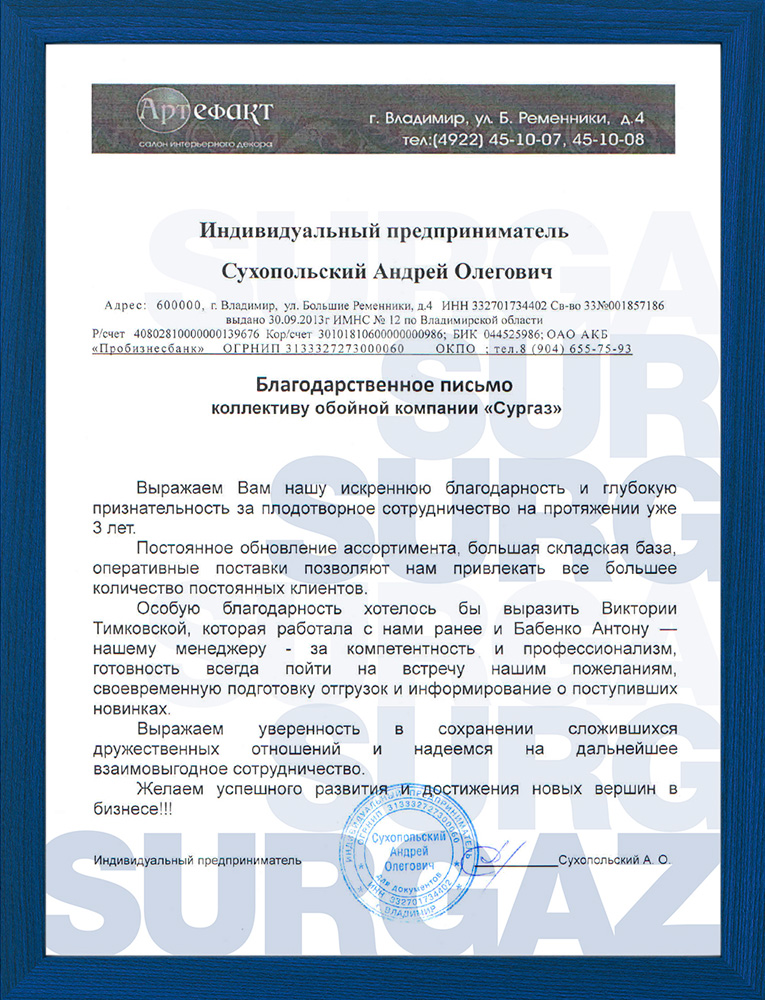 Артефакт
салон интерьерного декора
г. Владимир, ул. Б. Ременники, д.4
тел:(4922) 45-10-07, 45-10-08
SURGA
Индивидуальный предприниматель
Сухопольский Андрей Олегович
Адрес: 600000, г. Владимир, ул. Большие Ременники, д.4 ИНН 332701734402 Св-во 33№001857186
выдано 30.09.2013г ИМНС № 12 по Владимирской области
Р/счет 40802810000000139676 Кор/счет 30101810600000000986; БИК 044525986; ОАО АКБ
«Пробизнесбанк» ОГРНИП 3133327273000060 ОКПО ; тел.8 (904) 655-75-93
Благодарственное письмо
коллективу обойной компании «Сургаз»
SUR
SURG
Выражаем Вам нашу искреннюю благодарность и глубокую
признательность за плодотворное сотрудничество на протяжении уже
3 лет.
Постоянное обновление ассортимента, большая складская база,
оперативные поставки позволяют нам привлекать все большее
количество постоянных клиентов.
Особую благодарность хотелось бы выразить Виктории
Тимковской, которая работала с нами ранее и Бабенко Антону —
нашему менеджеру - за компетентность и профессионализм,
готовность всегда пойти на встречу нашим пожеланиям,
своевременную подготовку отгрузок и информирование о поступивших
новинках.
SURGA
SURG
Выражаем уверенность в сохранении сложившихся
дружественных отношений и надеемся на дальнейшее
взаимовыгодное сотрудничество.
Желаем успешного развития и достижения новых вершин в
бизнесе!!!
Индивидуальный предприниматель
Сухопольский А. О.
ИНДИВИДУАЛЬНЫЙ ПРЕДПРИНИМАТЕЛЬ
ОГРНИП 313332727300060
Сухопольский
Андрей
Олегович
для документов
ИНН 332701734402
г. ВЛАДИМИР
SURGAZ